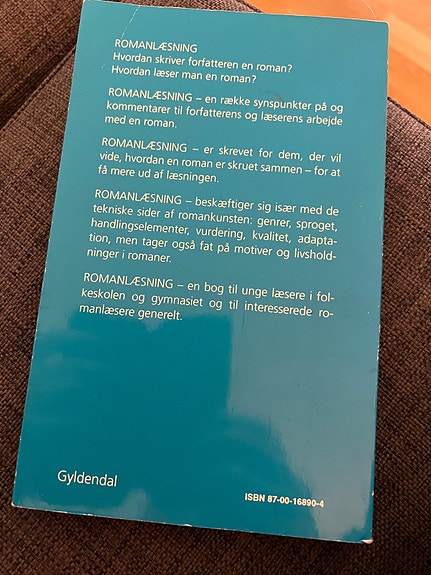 ROMANLÆSNING
Hvordan skriver forfatteren en roman?
Hvordan læser man en roman?
ROMANLÆSNING – en række synspunkter på og
kommentarer til forfatterens og læserens arbejde
med en roman.
ROMANLÆSNING – er skrevet for dem, der vil
vide, hvordan en roman er skruet sammen – for at
få mere ud af læsningen.
ROMANLÆSNING – beskæftiger sig især med de
tekniske sider af romankunsten: genrer, sproget,
handlingselementer, vurdering, kvalitet, adapta-
tion, men tager også fat på motiver og livshold-
ninger i romaner.
ROMANLÆSNING – en bog til unge læsere i fol-
keskolen og gymnasiet og til interesserede ro-
manlæsere generelt.
Gyldendal
ISBN 87-00-16890-4